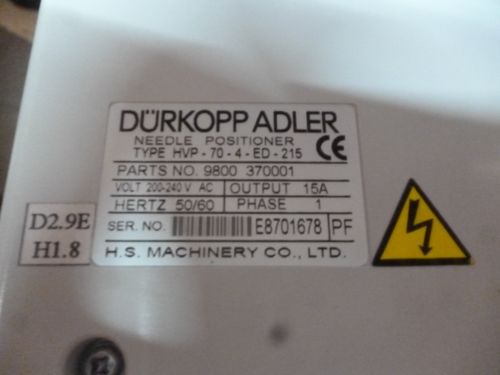 DÜRKOPP ADLER
NEEDLE POSITIONER
TYPE HVP-70-4-ED-215 CE
PARTS NO. 9800 370001
VOLT 200-240 V AC OUTPUT 15A
HERTZ 50/60 PHASE 1
SER. NO. E8701678 PF
H.S. MACHINERY CO., LTD.
D2.9E
H1.8